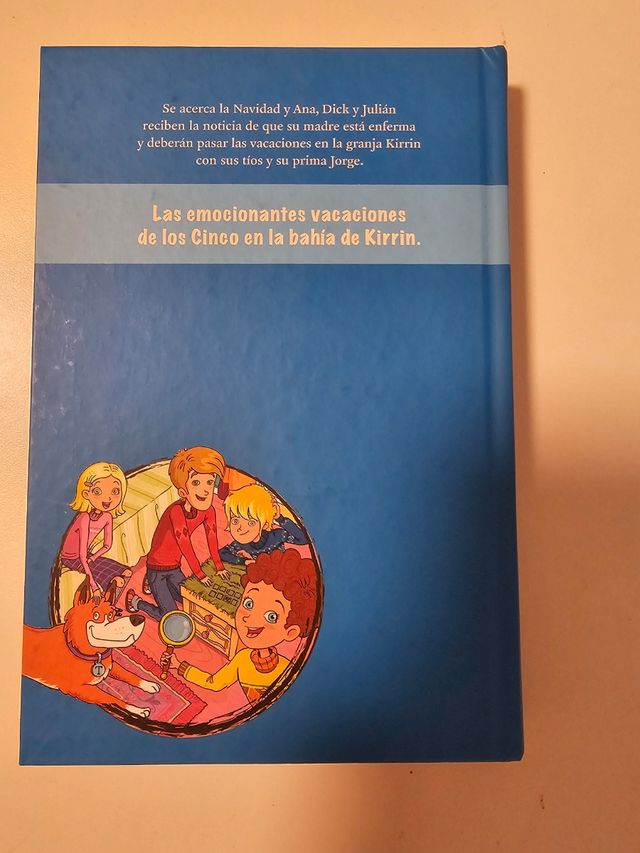 Se acerca la Navidad y Ana, Dick y Julián
reciben la noticia de que su madre está enferma
y deberán pasar las vacaciones en la granja Kirrin
con sus tíos y su prima Jorge.
Las emocionantes vacaciones
de los Cinco en la bahía de Kirrin.
T